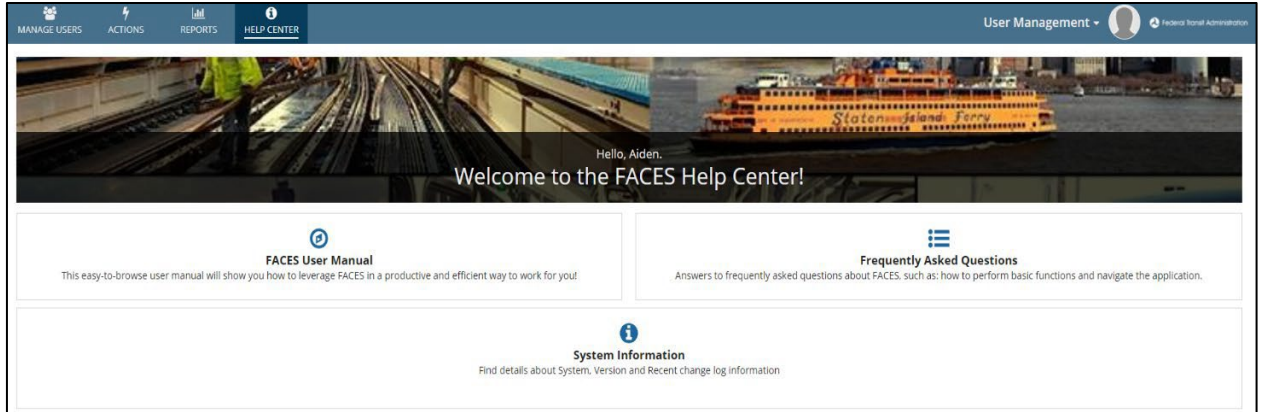 MANAGE USERS
ACTIONS
REPORTS
HELP CENTER
User Management
Federal Transit Administration
Staten Island Ferry
Hello, Aiden.
Welcome to the FACES Help Center!
FACES User Manual
This easy-to-browse user manual will show you how to leverage FACES in a productive and efficient way to work for you!
Frequently Asked Questions
Answers to frequently asked questions about FACES, such as: how to perform basic functions and navigate the application.
System Information
Find details about System, Version and Recent change log information